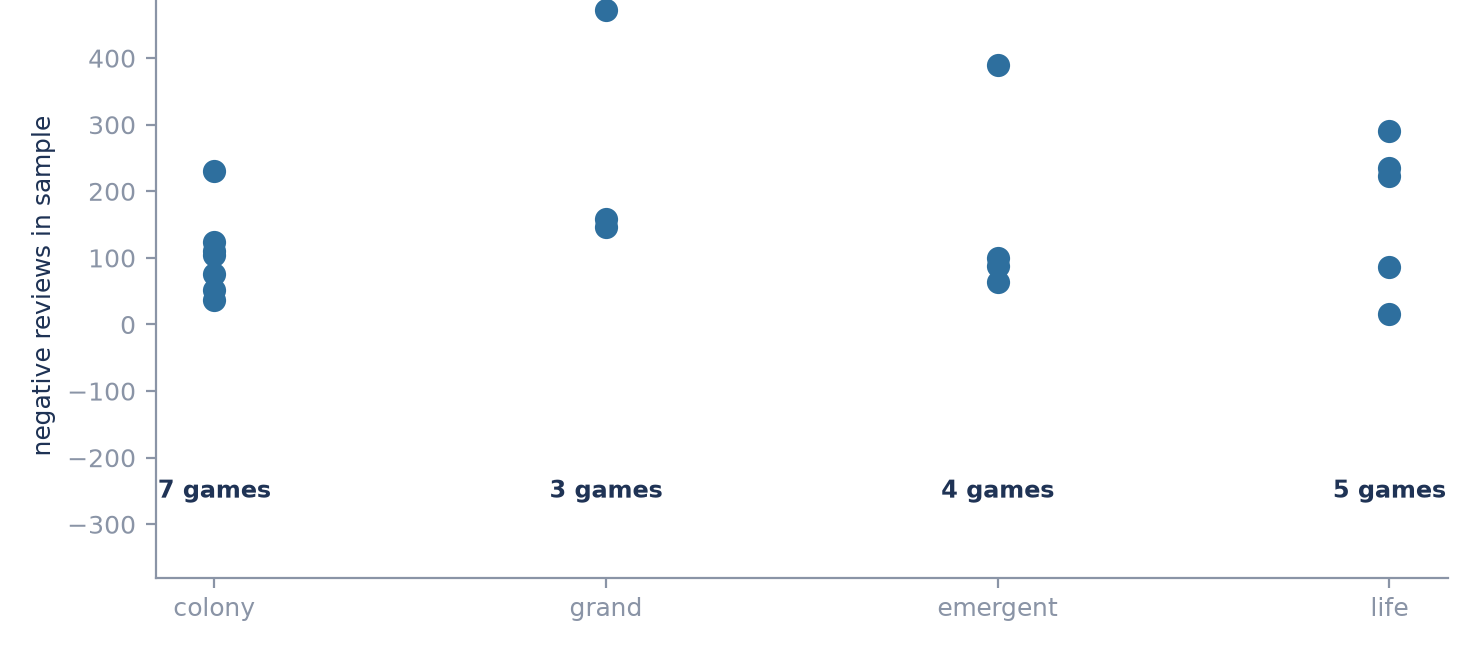 400
300
200
100
0
−100
−200
−300
negative reviews in sample
7 games
3 games
4 games
5 games
colony
grand
emergent
life